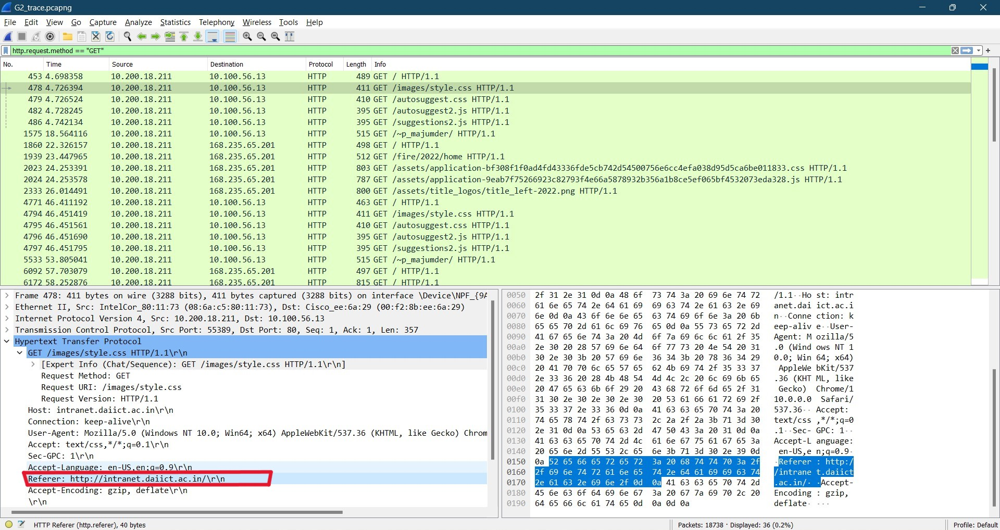 G2_trace.pcapng
File Edit View Go Capture Analyze Statistics Telephony Wireless Tools Help
http.request.method == "GET"
No. Time Source Destination Protocol Length Info
453 4.698358 10.200.18.211 10.100.56.13 HTTP 489 GET / HTTP/1.1
478 4.726394 10.200.18.211 10.100.56.13 HTTP 411 GET /images/style.css HTTP/1.1
479 4.726524 10.200.18.211 10.100.56.13 HTTP 410 GET /autosuggest.css HTTP/1.1
482 4.728245 10.200.18.211 10.100.56.13 HTTP 395 GET /autosuggest2.js HTTP/1.1
486 4.742134 10.200.18.211 10.100.56.13 HTTP 395 GET /suggestions2.js HTTP/1.1
1575 18.564116 10.200.18.211 10.100.56.13 HTTP 515 GET /~p_majumder/ HTTP/1.1
1860 22.326157 10.200.18.211 168.235.65.201 HTTP 498 GET / HTTP/1.1
1939 23.447965 10.200.18.211 168.235.65.201 HTTP 512 GET /fire/2022/home HTTP/1.1
2023 24.253391 10.200.18.211 168.235.65.201 HTTP 803 GET /assets/application-bf308f1f0ad4fd43336fde5cb742d54500756e6cc4efa038d95d5ca6be011833.css HTTP/1.1
2024 24.253578 10.200.18.211 168.235.65.201 HTTP 787 GET /assets/application-9eab7f75266923c82793f4e66a5878932b356a1b8ce5ef065bf4532073eda328.js HTTP/1.1
2333 26.014491 10.200.18.211 168.235.65.201 HTTP 800 GET /assets/title_logos/title_left-2022.png HTTP/1.1
4771 46.411192 10.200.18.211 10.100.56.13 HTTP 463 GET / HTTP/1.1
4794 46.451419 10.200.18.211 10.100.56.13 HTTP 411 GET /images/style.css HTTP/1.1
4795 46.451561 10.200.18.211 10.100.56.13 HTTP 410 GET /autosuggest.css HTTP/1.1
4796 46.451690 10.200.18.211 10.100.56.13 HTTP 395 GET /autosuggest2.js HTTP/1.1
4797 46.451795 10.200.18.211 10.100.56.13 HTTP 395 GET /suggestions2.js HTTP/1.1
5533 53.805041 10.200.18.211 10.100.56.13 HTTP 515 GET /~p_majumder/ HTTP/1.1
6092 57.703079 10.200.18.211 168.235.65.201 HTTP 497 GET / HTTP/1.1
6172 58.252876 10.200.18.211 168.235.65.201 HTTP 815 GET / HTTP/1.1
Frame 478: 411 bytes on wire (3288 bits), 411 bytes captured (3288 bits) on interface \Device\NPF_{9A
Ethernet II, Src: IntelCor_80:11:73 (08:6a:c5:80:11:73), Dst: Cisco_ee:6a:29 (00:f2:8b:ee:6a:29)
Internet Protocol Version 4, Src: 10.200.18.211, Dst: 10.100.56.13
Transmission Control Protocol, Src Port: 55389, Dst Port: 80, Seq: 1, Ack: 1, Len: 357
Hypertext Transfer Protocol
GET /images/style.css HTTP/1.1\r\n
[Expert Info (Chat/Sequence): GET /images/style.css HTTP/1.1\r\n]
Request Method: GET
Request URI: /images/style.css
Request Version: HTTP/1.1
Host: intranet.daiict.ac.in\r\n
Connection: keep-alive\r\n
User-Agent: Mozilla/5.0 (Windows NT 10.0; Win64; x64) AppleWebKit/537.36 (KHTML, like Gecko) Chrom
Accept: text/css,*/*;q=0.1\r\n
Sec-GPC: 1\r\n
Accept-Language: en-US,en;q=0.9\r\n
Referer: http://intranet.daiict.ac.in/\r\n
Accept-Encoding: gzip, deflate\r\n
\r\n
0050 2f 31 2e 31 0d 0a 48 6f 73 74 3a 20 69 6e 74 72 /1.1··Ho st: intr
0060 61 6e 65 74 2e 64 61 69 69 63 74 2e 61 63 2e 69 anet.dai ict.ac.i
0070 6e 0d 0a 43 6f 6e 6e 65 63 74 69 6f 6e 3a 20 6b n··Conne ction: k
0080 65 65 70 2d 61 6c 69 76 65 0d 0a 55 73 65 72 2d eep-aliv e··User-
0090 41 67 65 6e 74 3a 20 4d 6f 7a 69 6c 6c 61 2f 35 Agent: M ozilla/5
00a0 2e 30 20 28 57 69 6e 64 6f 77 73 20 4e 54 20 31 .0 (Wind ows NT 1
00b0 30 2e 30 3b 20 57 69 6e 36 34 3b 20 78 36 34 29 0.0; Win 64; x64)
00c0 20 41 70 70 6c 65 57 65 62 4b 69 74 2f 35 33 37 AppleWe bKit/537
00d0 2e 33 36 20 28 4b 48 54 4d 4c 2c 20 6c 69 6b 65 .36 (KHT ML, like
00e0 20 47 65 63 6b 6f 29 20 43 68 72 6f 6d 65 2f 31 Gecko) Chrome/1
00f0 31 30 2e 30 2e 30 2e 30 20 53 61 66 61 72 69 2f 10.0.0.0 Safari/
0100 35 33 37 2e 33 36 0d 0a 41 63 63 65 70 74 3a 20 537.36·· Accept:
0110 74 65 78 74 2f 63 73 73 2c 2a 2f 2a 3b 71 3d 30 text/css ,*/*;q=0
0120 2e 31 0d 0a 53 65 63 2d 47 50 43 3a 20 31 0d 0a .1··Sec- GPC: 1··
0130 41 63 63 65 70 74 2d 4c 61 6e 67 75 61 67 65 3a Accept-L anguage:
0140 20 65 6e 2d 55 53 2c 65 6e 3b 71 3d 30 2e 39 0d en-US,e n;q=0.9·
0150 0a 52 65 66 65 72 65 72 3a 20 68 74 74 70 3a 2f ·Referer : http:/
0160 2f 69 6e 74 72 61 6e 65 74 2e 64 61 69 69 63 74 /intrane t.daiict
0170 2e 61 63 2e 69 6e 2f 0d 0a 41 63 63 65 70 74 2d .ac.in/· ·Accept-
0180 45 6e 63 6f 64 69 6e 67 3a 20 67 7a 69 70 2c 20 Encoding : gzip,
0190 64 65 66 6c 61 74 65 0d 0a 0d 0a deflate· ···
HTTP Referer (http.referer), 40 bytes
Packets: 18738 · Displayed: 36 (0.2%)
Profile: Default